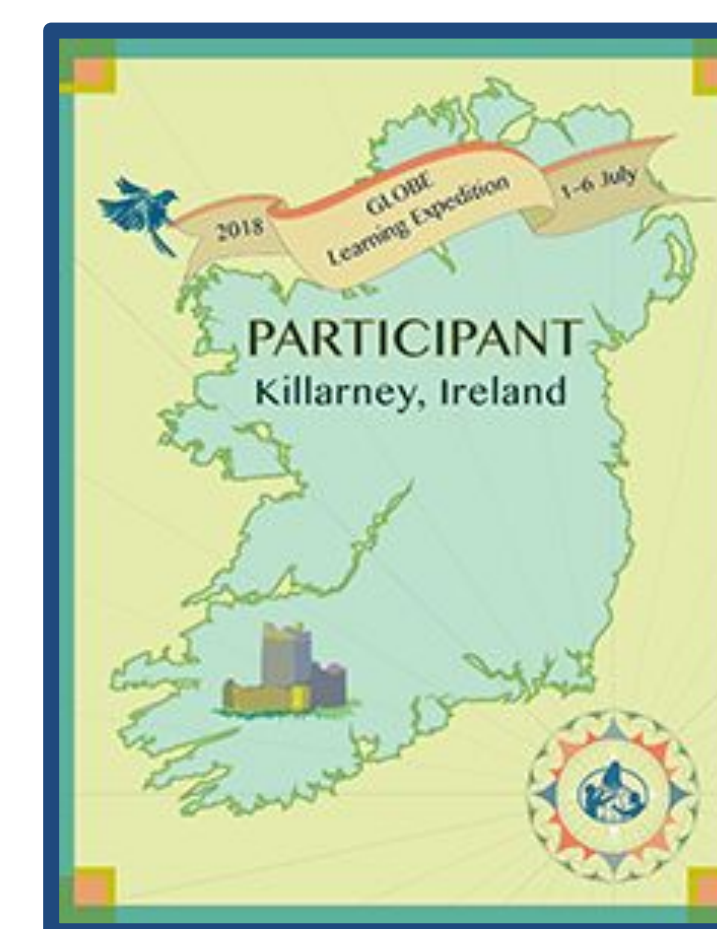 2018
GLOBE
Learning Expedition
1-6 July
PARTICIPANT
Killarney, Ireland